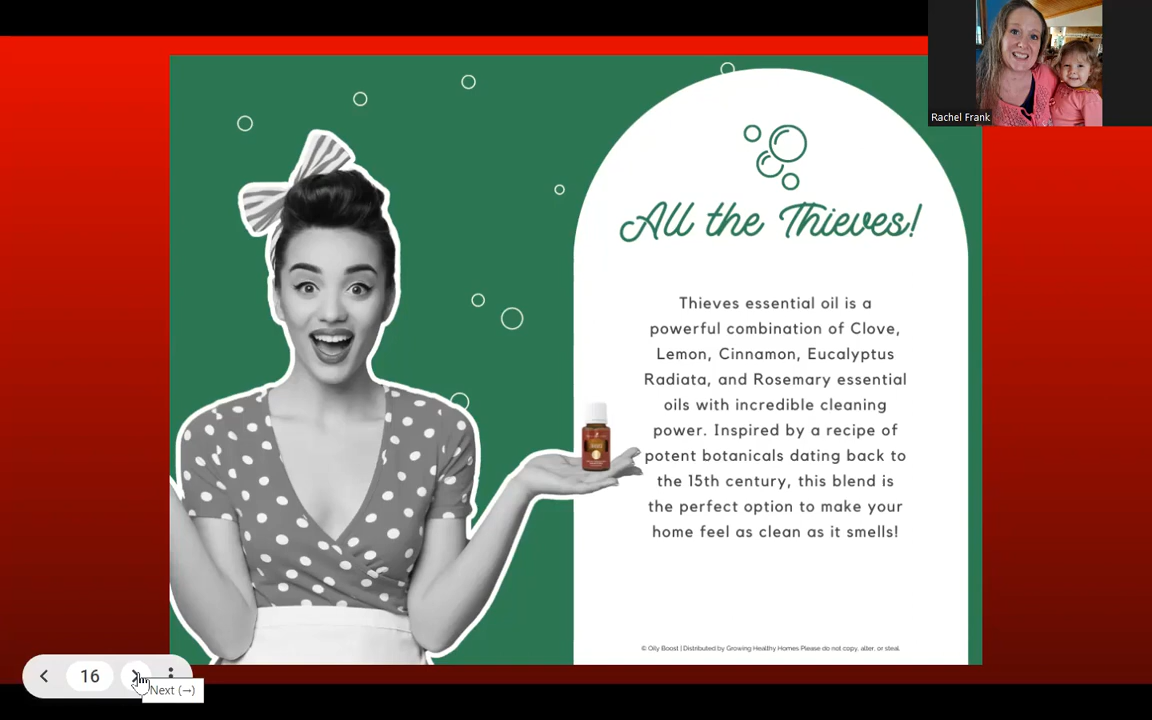 Rachel Frank
All the Thieves!
Thieves essential oil is a
powerful combination of Clove,
Lemon, Cinnamon, Eucalyptus
Radiata, and Rosemary essential
oils with incredible cleaning
power. Inspired by a recipe of
potent botanicals dating back to
the 15th century, this blend is
the perfect option to make your
home feel as clean as it smells!
© Oily Boost | Distributed by Growing Healthy Homes Please do not copy, alter, or steal.
16
Next (→)